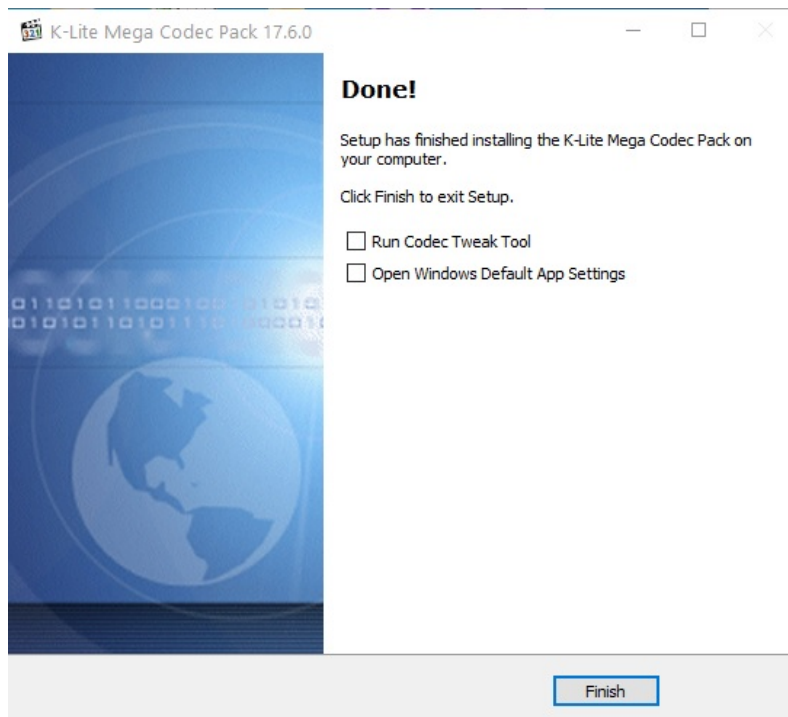 K-Lite Mega Codec Pack 17.6.0
Done!
Setup has finished installing the K-Lite Mega Codec Pack on
your computer.
Click Finish to exit Setup.
Run Codec Tweak Tool
Open Windows Default App Settings
Finish